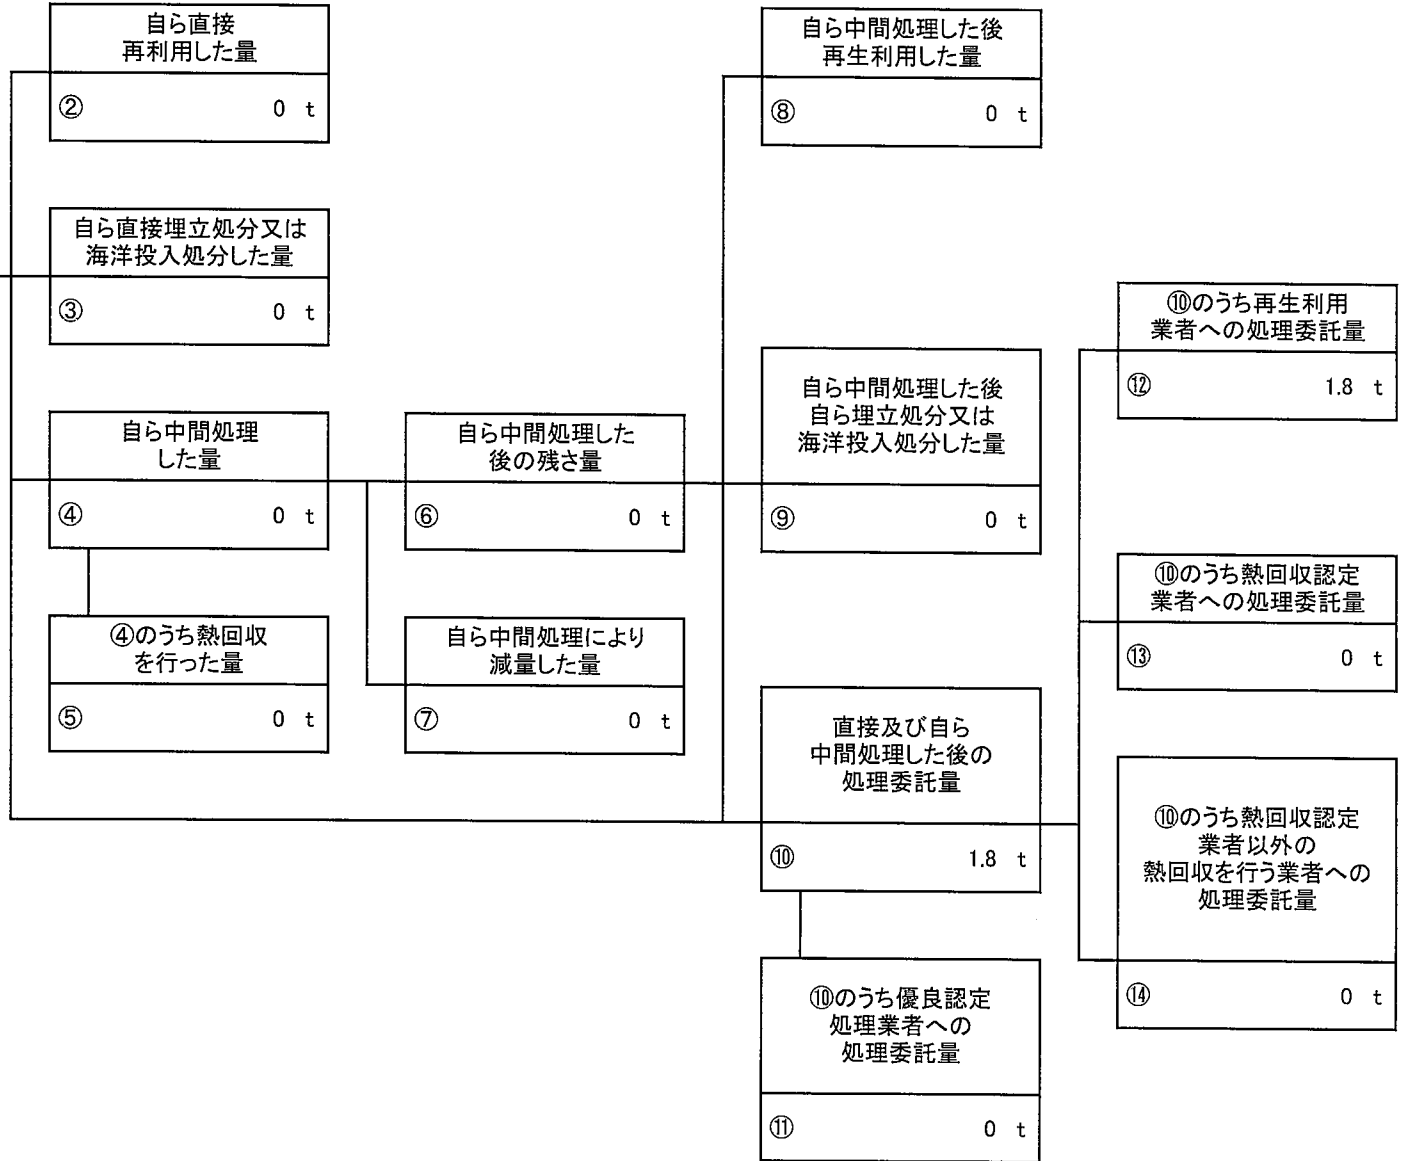 自ら直接
再利用した量
② 0 t
自ら直接埋立処分又は
海洋投入処分した量
③ 0 t
自ら中間処理
した量
④ 0 t
④のうち熱回収
を行った量
⑤ 0 t
自ら中間処理した
後の残さ量
⑥ 0 t
自ら中間処理により
減量した量
⑦ 0 t
自ら中間処理した後
再生利用した量
⑧ 0 t
自ら中間処理した後
自ら埋立処分又は
海洋投入処分した量
⑨ 0 t
直接及び自ら
中間処理した後の
処理委託量
⑩ 1.8 t
⑩のうち優良認定
処理業者への
処理委託量
⑪ 0 t
⑩のうち再生利用
業者への処理委託量
⑫ 1.8 t
⑩のうち熱回収認定
業者への処理委託量
⑬ 0 t
⑩のうち熱回収認定
業者以外の
熱回収を行う業者への
処理委託量
⑭ 0 t